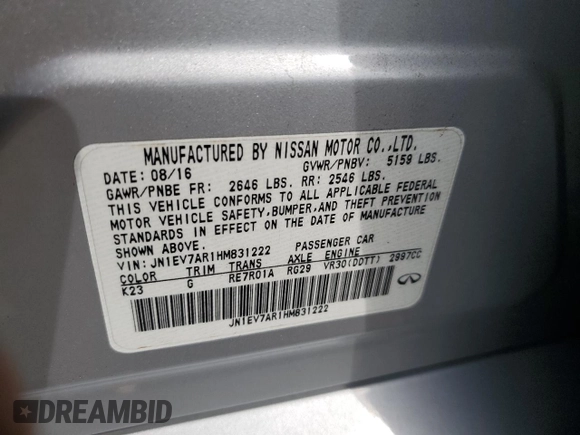 MANUFACTURED BY NISSAN MOTOR CO.,LTD.
DATE: 08/16 GVWR/PNBV: 5159 LBS.
GAWR/PNBE FR: 2646 LBS. RR: 2546 LBS.
THIS VEHICLE CONFORMS TO ALL APPLICABLE
MOTOR VEHICLE SAFETY,BUMPER,AND THEFT PREVENTION
STANDARDS IN EFFECT ON THE DATE OF MANUFACTURE
SHOWN ABOVE.
VIN: JN1EV7AR1HM831222 PASSENGER CAR
COLOR TRIM TRANS AXLE ENGINE
K23 G RE7R01A RG29 VR30(DDTT) 2997CC
JN1EV7AR1HM831222
DREAMBID